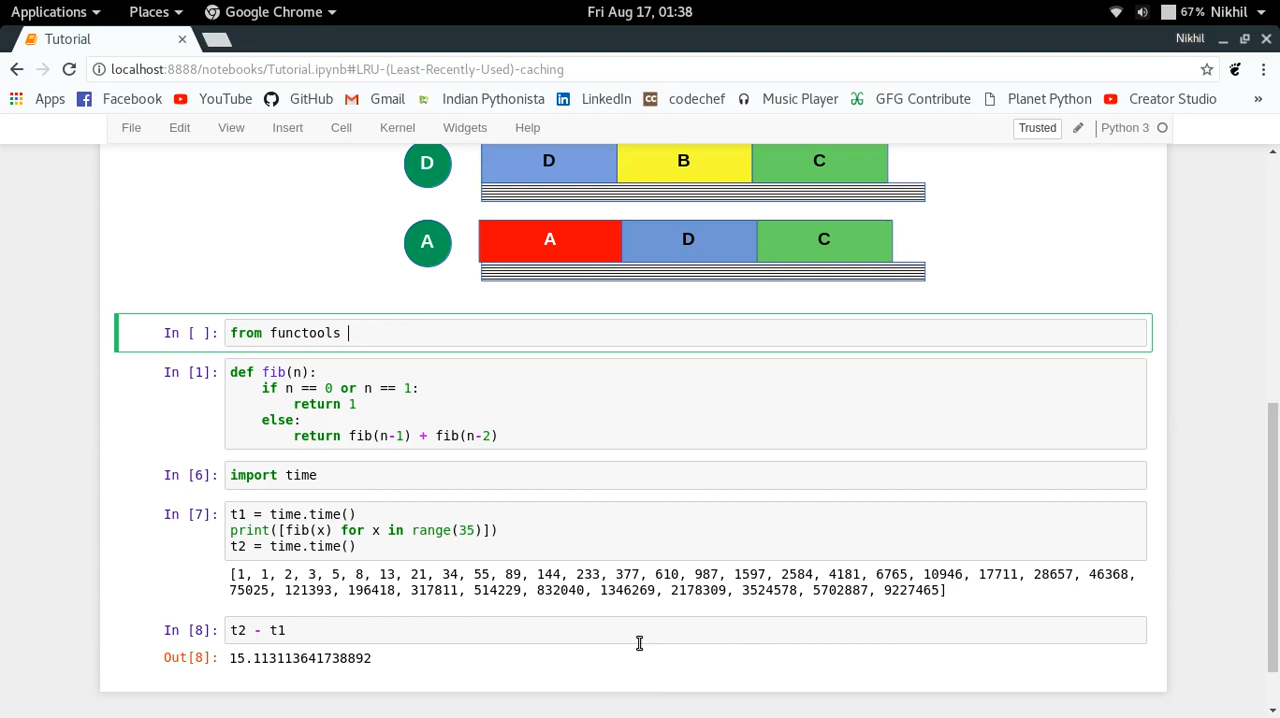 Applications Places Google Chrome Fri Aug 17, 01:38 67% Nikhil
Tutorial Nikhil
localhost:8888/notebooks/Tutorial.ipynb#LRU-(Least-Recently-Used)-caching
Apps Facebook YouTube GitHub Gmail Indian Pythonista LinkedIn codechef Music Player GFG Contribute Planet Python Creator Studio »
File Edit View Insert Cell Kernel Widgets Help Trusted Python 3
D D B C
A A D C
In [ ]: from functools
In [1]: def fib(n):
if n == 0 or n == 1:
return 1
else:
return fib(n-1) + fib(n-2)
In [6]: import time
In [7]: t1 = time.time()
print([fib(x) for x in range(35)])
t2 = time.time()
[1, 1, 2, 3, 5, 8, 13, 21, 34, 55, 89, 144, 233, 377, 610, 987, 1597, 2584, 4181, 6765, 10946, 17711, 28657, 46368,
75025, 121393, 196418, 317811, 514229, 832040, 1346269, 2178309, 3524578, 5702887, 9227465]
In [8]: t2 - t1
Out[8]: 15.113113641738892